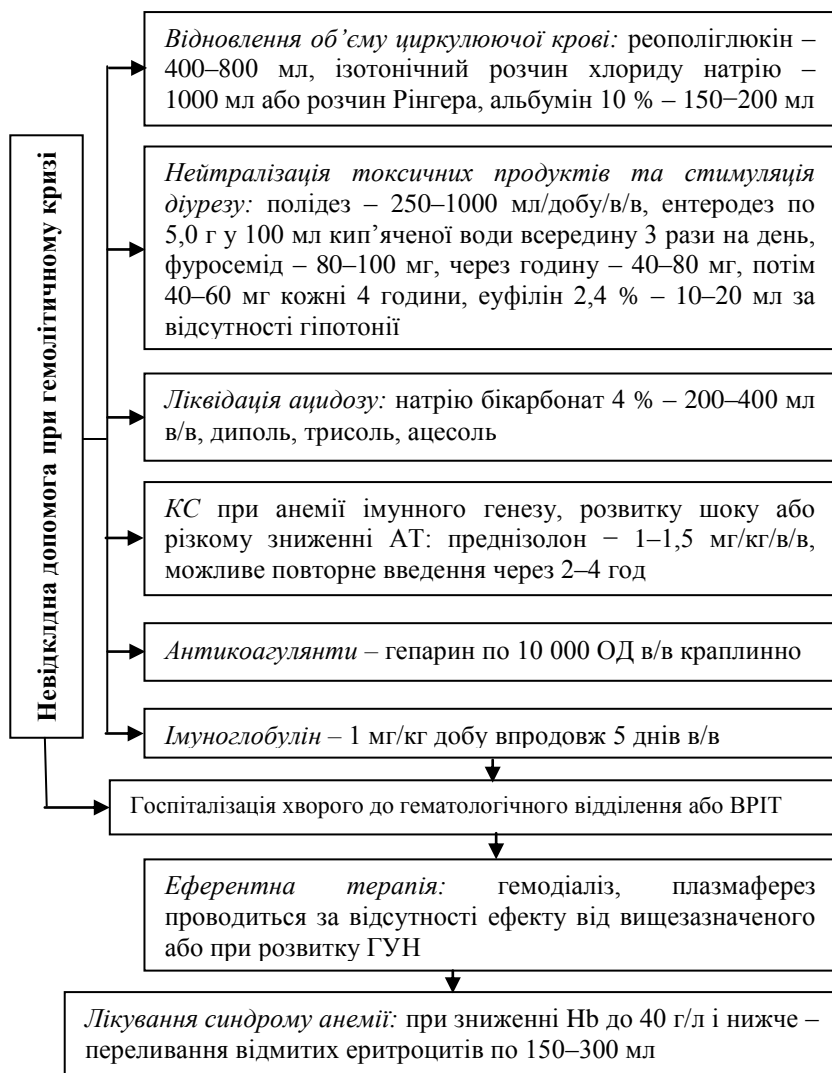 Невідкдна допомога при гемолітичному кризі
Відновлення об’єму циркулюючої крові: реополіглюкін –
400–800 мл, ізотонічний розчин хлориду натрію –
1000 мл або розчин Рінгера, альбумін 10 % – 150−200 мл
Нейтралізація токсичних продуктів та стимуляція
діурезу: полідез – 250–1000 мл/добу/в/в, ентеродез по
5,0 г у 100 мл кип’яченої води всередину 3 рази на день,
фуросемід – 80–100 мг, через годину – 40–80 мг, потім
40–60 мг кожні 4 години, еуфілін 2,4 % – 10–20 мл за
відсутності гіпотонії
Ліквідація ацидозу: натрію бікарбонат 4 % – 200–400 мл
в/в, диполь, трисоль, ацесоль
КС при анемії імунного генезу, розвитку шоку або
різкому зниженні АТ: преднізолон − 1–1,5 мг/кг/в/в,
можливе повторне введення через 2–4 год
Антикоагулянти – гепарин по 10 000 ОД в/в краплинно
Імуноглобулін – 1 мг/кг добу впродовж 5 днів в/в
Госпіталізація хворого до гематологічного відділення або ВРІТ
Еферентна терапія: гемодіаліз, плазмаферез
проводиться за відсутності ефекту від вищезазначеного
або при розвитку ГУН
Лікування синдрому анемії: при зниженні Hb до 40 г/л і нижче –
переливання відмитих еритроцитів по 150–300 мл